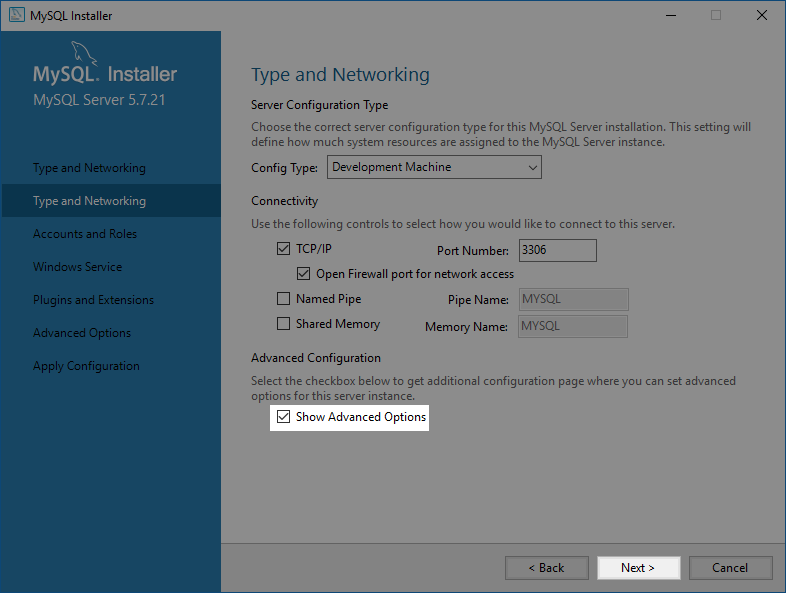 MySQL Installer
MySQL. Installer
MySQL Server 5.7.21
Type and Networking
Type and Networking
Accounts and Roles
Windows Service
Plugins and Extensions
Advanced Options
Apply Configuration
Type and Networking
Server Configuration Type
Choose the correct server configuration type for this MySQL Server installation. This setting will
define how much system resources are assigned to the MySQL Server instance.
Config Type: Development Machine
Connectivity
Use the following controls to select how you would like to connect to this server.
TCP/IP Port Number: 3306
Open Firewall port for network access
Named Pipe Pipe Name: MYSQL
Shared Memory Memory Name: MYSQL
Advanced Configuration
Select the checkbox below to get additional configuration page where you can set advanced
options for this server instance.
Show Advanced Options
< Back Next > Cancel